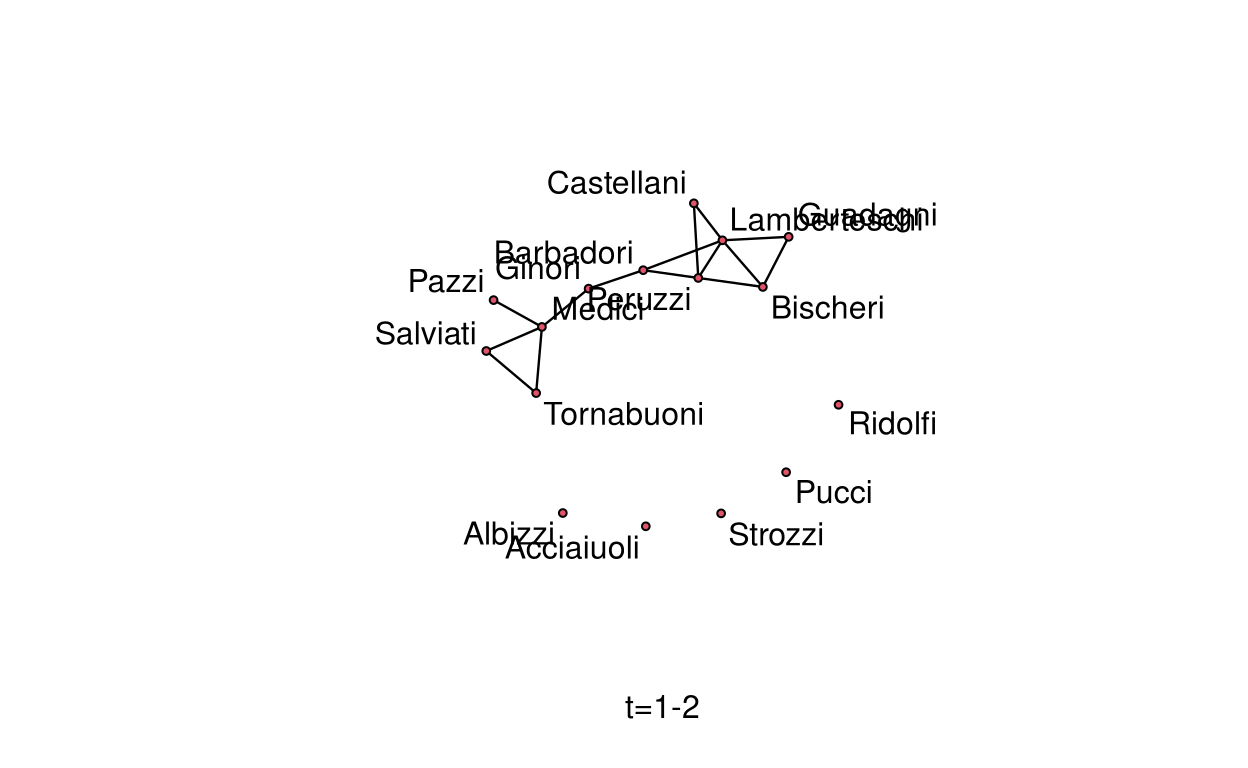 Castellani
Guadagni
Lamberteschi
Barbadori
Ginori
Pazzi
Peruzzi
Medici
Bischeri
Salviati
Tornabuoni
Ridolfi
Pucci
Albizzi
Strozzi
Acciaiuoli
t=1-2